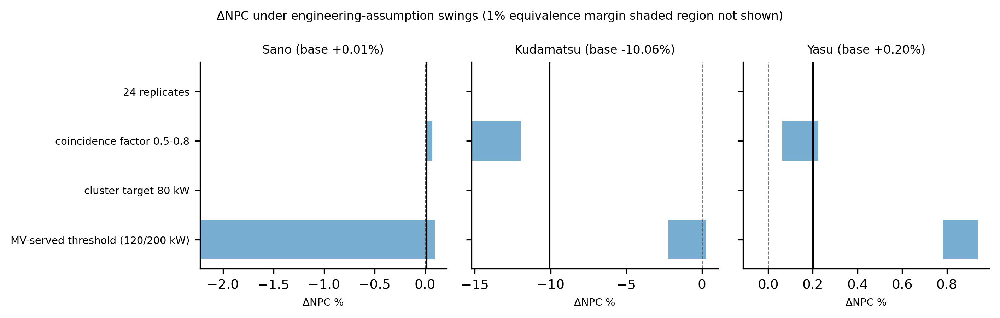 ΔNPC under engineering-assumption swings (1% equivalence margin shaded region not shown)
Sano (base +0.01%)
Kudamatsu (base -10.06%)
Yasu (base +0.20%)
24 replicates
coincidence factor 0.5-0.8
cluster target 80 kW
MV-served threshold (120/200 kW)
−2.0 −1.5 −1.0 −0.5 0.0
ΔNPC %
−15 −10 −5 0
ΔNPC %
0.0 0.2 0.4 0.6 0.8
ΔNPC %